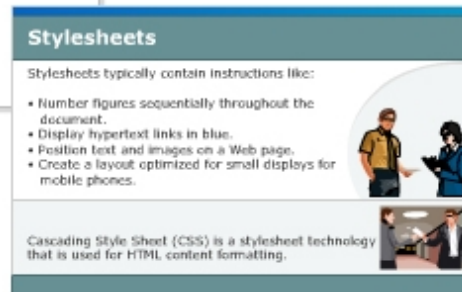 Stylesheets
Stylesheets typically contain instructions like:
• Number figures sequentially throughout the
document.
• Display hypertext links in blue.
• Position text and images on a Web page.
• Create a layout optimized for small displays for
mobile phones.
Cascading Style Sheet (CSS) is a stylesheet technology
that is used for HTML content formatting.